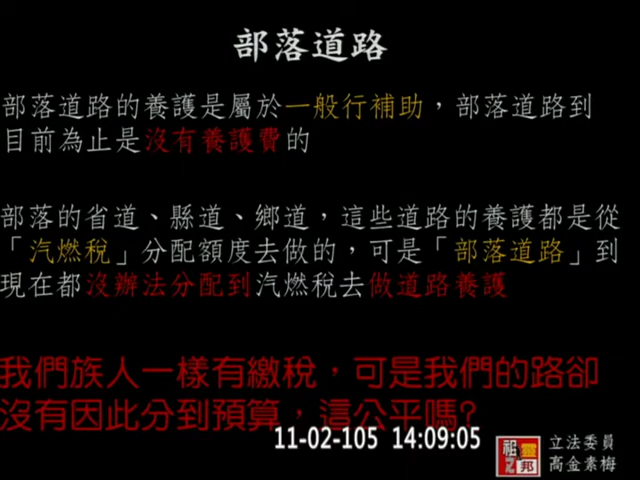 部落道路
部落道路的養護是屬於一般行補助，部落道路到
目前為止是沒有養護費的
部落的省道、縣道、鄉道，這些道路的養護都是從
「汽燃稅」分配額度去做的，可是「部落道路」到
現在都沒辦法分配到汽燃稅去做道路養護
我們族人一樣有繳稅，可是我們的路卻
沒有因此分到預算，這公平嗎?
11-02-105 14:09:05
祖靈之邦
立法委員
高金素梅